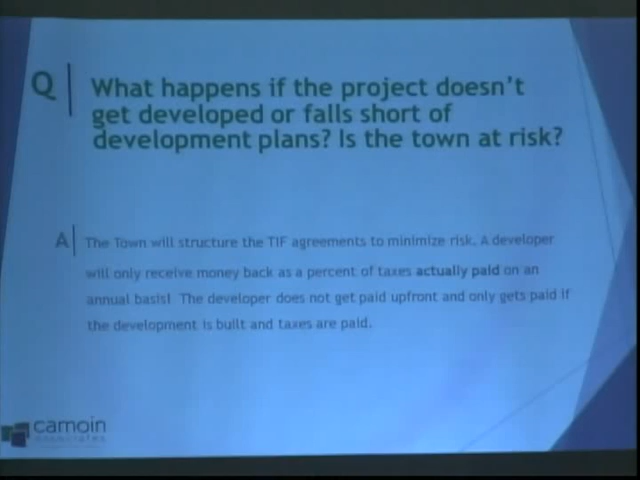 Q What happens if the project doesn't
get developed or falls short of
development plans? Is the town at risk?
A The Town will structure the TIF agreements to minimize risk. A developer
will only receive money back as a percent of taxes actually paid on an
annual basis! The developer does not get paid upfront and only gets paid if
the development is built and taxes are paid.
camoin
associates